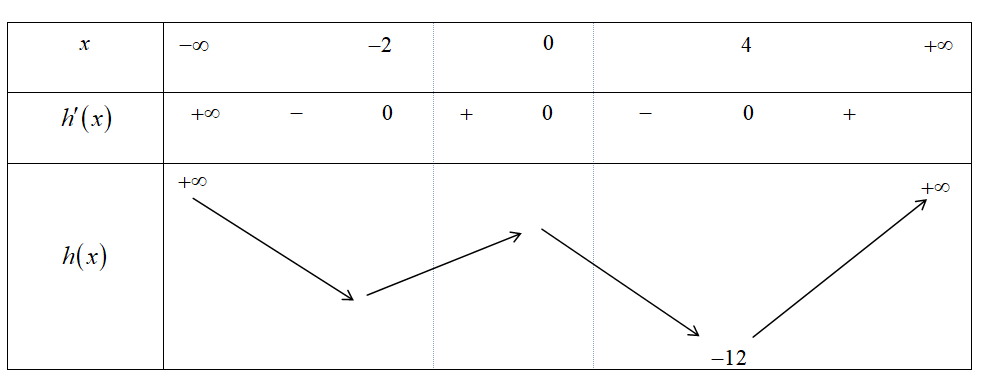 x −∞ −2 0 4 +∞
h′(x) +∞ − 0 + 0 − 0 +
+∞ +∞
h(x)
−12